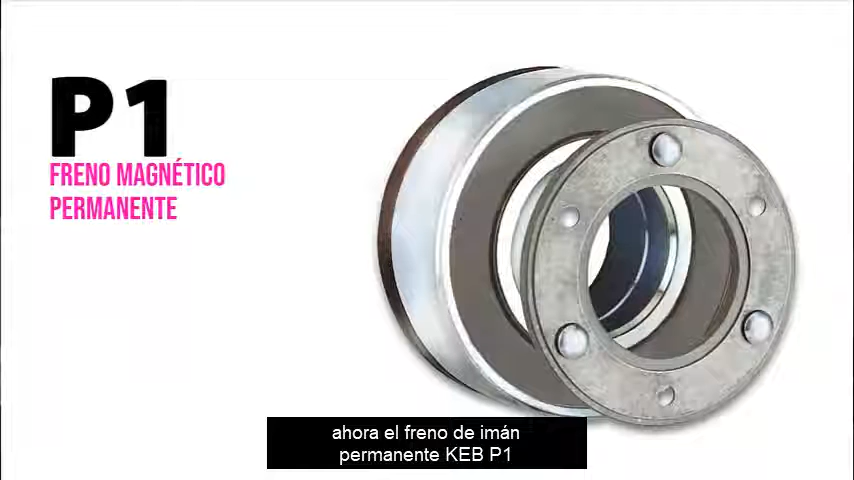 P1
FRENO MAGNÉTICO
PERMANENTE
ahora el freno de imán
permanente KEB P1